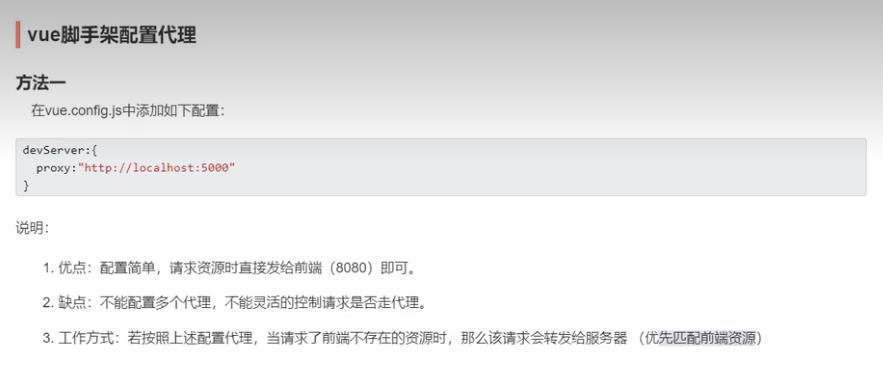 vue脚手架配置代理
方法一
在vue.config.js中添加如下配置：
devServer:{
  proxy:"http://localhost:5000"
}
说明：
1. 优点：配置简单，请求资源时直接发给前端（8080）即可。
2. 缺点：不能配置多个代理，不能灵活的控制请求是否走代理。
3. 工作方式：若按照上述配置代理，当请求了前端不存在的资源时，那么该请求会转发给服务器 （优先匹配前端资源）